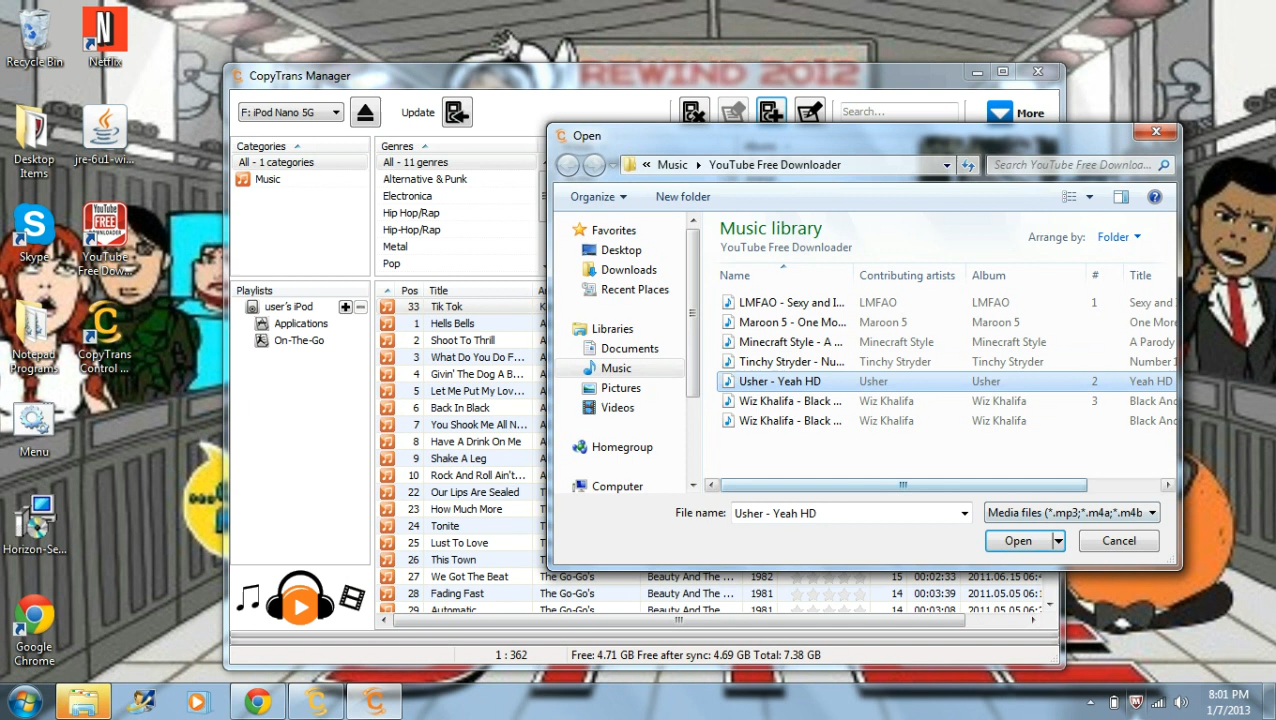 Recycle Bin
Netflix
Desktop Items
jre-6u1-wi...
Skype
YouTube Free Dow...
Notepad Programs
CopyTrans Control ...
Menu
Horizon-Se...
Google Chrome
REWIND 2012
CopyTrans Manager
F: iPod Nano 5G
Update
Search...
More
Categories
All - 1 categories
Music
Genres
All - 11 genres
Alternative & Punk
Electronica
Hip Hop/Rap
Hip-Hop/Rap
Metal
Pop
Playlists
user's iPod
Applications
On-The-Go
Pos Title
33 Tik Tok K
1 Hells Bells A
2 Shoot To Thrill A
3 What Do You Do F... A
4 Givin' The Dog A B... A
5 Let Me Put My Lov... A
6 Back In Black A
7 You Shook Me All N... A
8 Have A Drink On Me A
9 Shake A Leg A
10 Rock And Roll Ain't... A
22 Our Lips Are Sealed T
23 How Much More T
24 Tonite T
25 Lust To Love T
26 This Town T
27 We Got The Beat The Go-Go's Beauty And The ... 1982 15 00:02:33 2011.06.15 06:
28 Fading Fast The Go-Go's Beauty And The ... 1981 14 00:03:39 2011.05.05 06:
29 Automatic The Go-Go's Beauty And The ... 1981 14 00:03:08 2011.05.05 06:
1 : 362
Free: 4.71 GB Free after sync: 4.69 GB Total: 7.38 GB
Open
« Music YouTube Free Downloader
Search YouTube Free Downloa...
Organize
New folder
Favorites
Desktop
Downloads
Recent Places
Libraries
Documents
Music
Pictures
Videos
Homegroup
Computer
Music library
YouTube Free Downloader
Arrange by: Folder
Name Contributing artists Album # Title
LMFAO - Sexy and I... LMFAO LMFAO 1 Sexy and
Maroon 5 - One Mo... Maroon 5 Maroon 5 One More
Minecraft Style - A ... Minecraft Style Minecraft Style A Parody
Tinchy Stryder - Nu... Tinchy Stryder Tinchy Stryder Number 1
Usher - Yeah HD Usher Usher 2 Yeah HD
Wiz Khalifa - Black ... Wiz Khalifa Wiz Khalifa 3 Black And
Wiz Khalifa - Black ... Wiz Khalifa Wiz Khalifa Black And
File name: Usher - Yeah HD
Media files (*.mp3;*.m4a;*.m4b
Open
Cancel
8:01 PM
1/7/2013